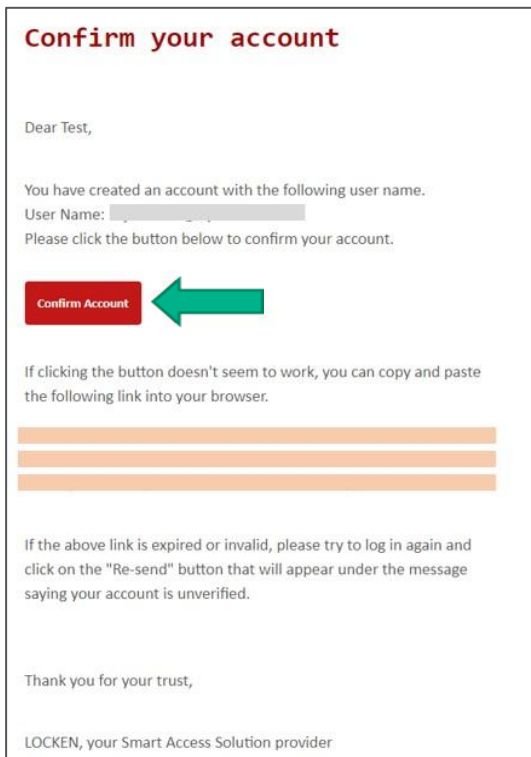 Confirm your account
Dear Test,
You have created an account with the following user name.
User Name:
Please click the button below to confirm your account.
Confirm Account
If clicking the button doesn't seem to work, you can copy and paste
the following link into your browser.
If the above link is expired or invalid, please try to log in again and
click on the "Re-send" button that will appear under the message
saying your account is unverified.
Thank you for your trust,
LOCKEN, your Smart Access Solution provider